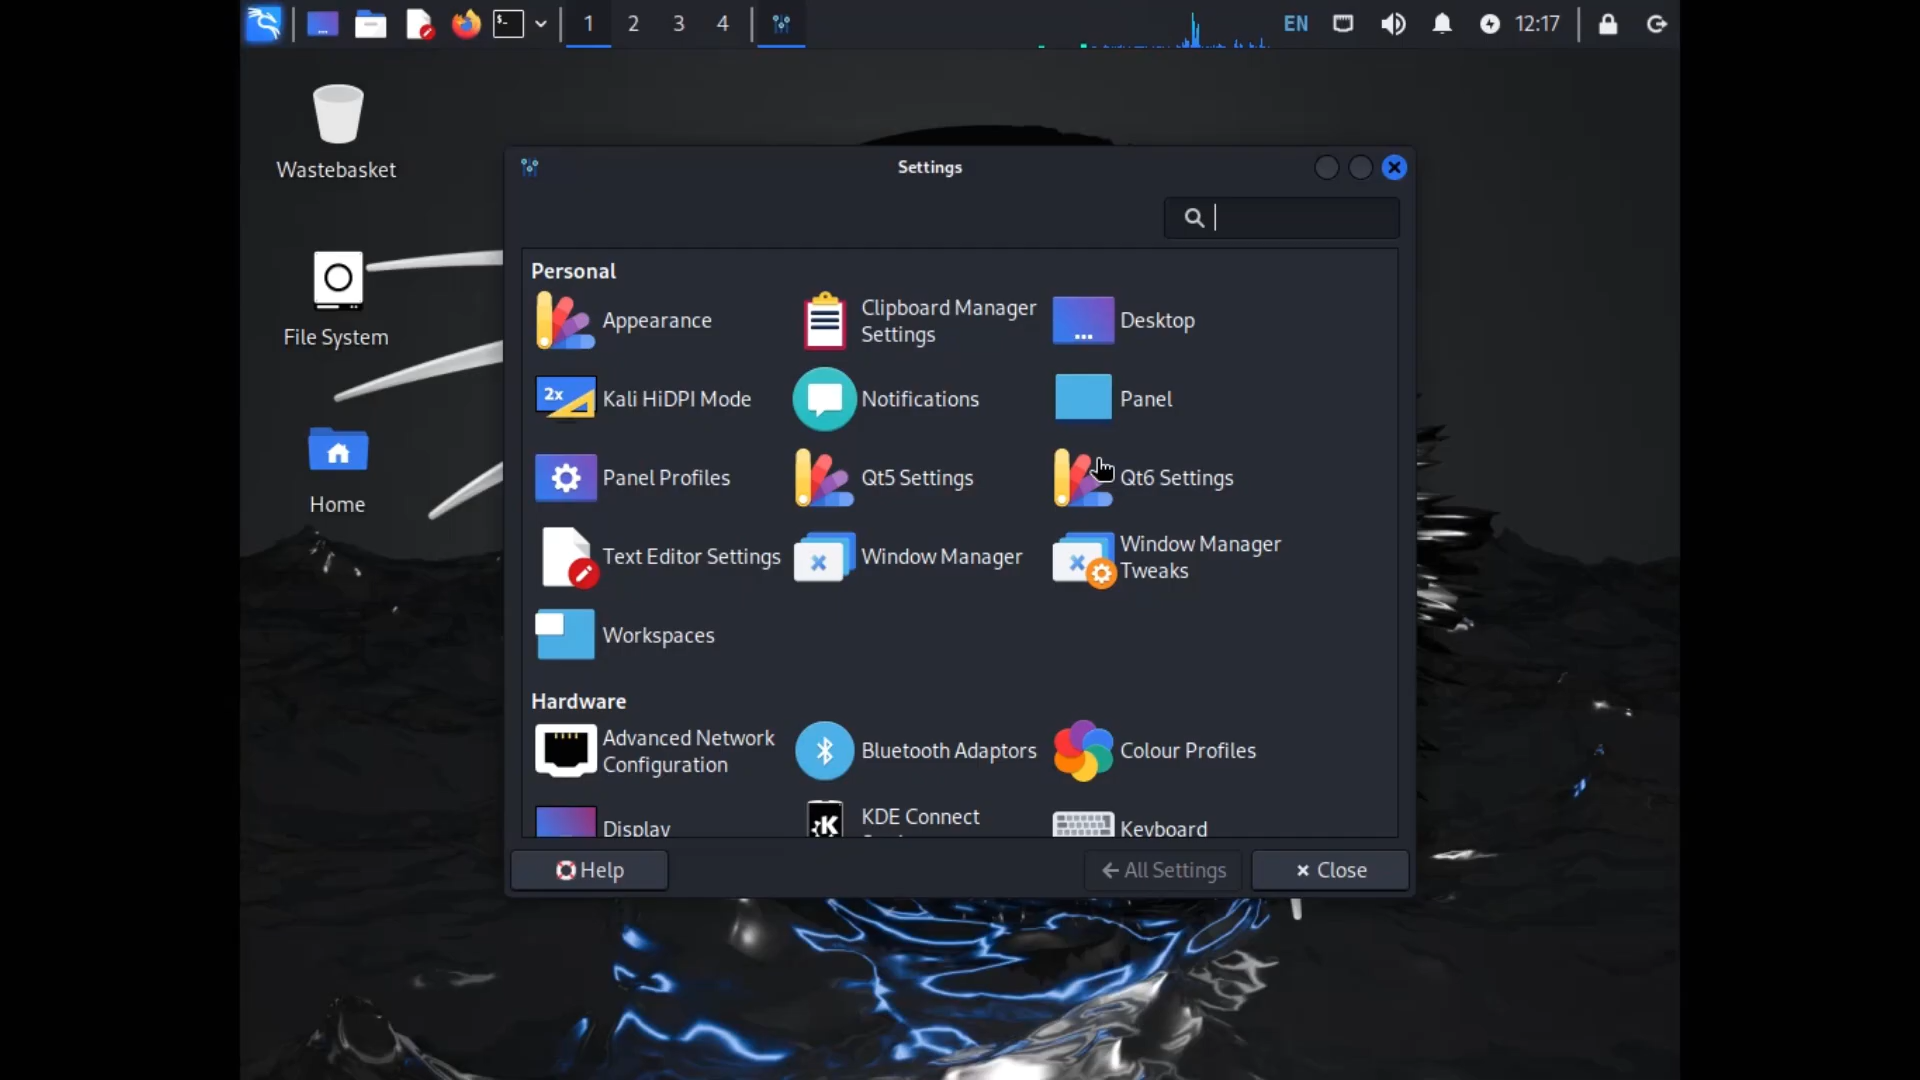 1 2 3 4 EN 12:17
Wastebasket
File System
Home
Settings
Personal
Appearance
Clipboard Manager
Settings
Desktop
2x
Kali HiDPI Mode
Notifications
Panel
Panel Profiles
Qt5 Settings
Qt6 Settings
Text Editor Settings
Window Manager
Window Manager
Tweaks
Workspaces
Hardware
Advanced Network
Configuration
Bluetooth Adaptors
Colour Profiles
Display
KDE Connect
Keyboard
Help
All Settings
Close